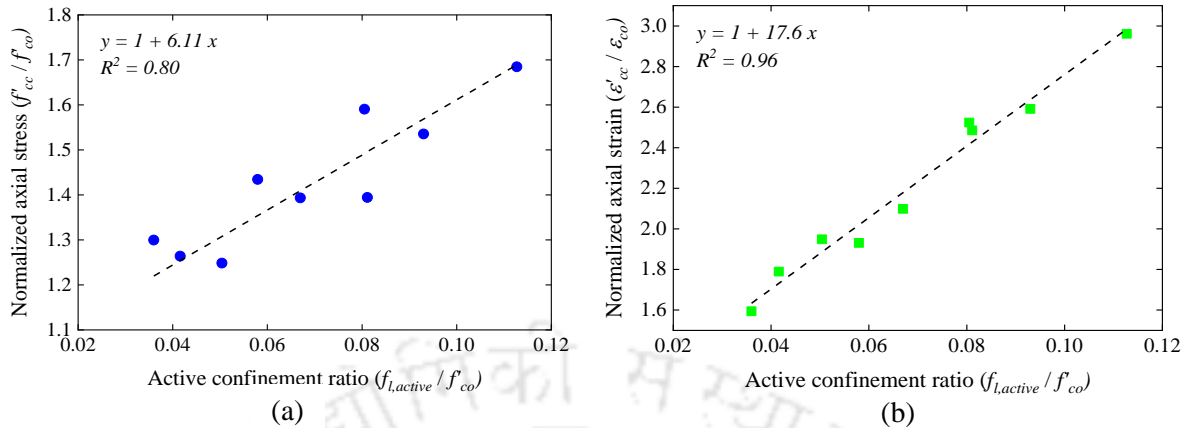 1.8
1.7
1.6
1.5
1.4
1.3
1.2
1.1
0.02 0.04 0.06 0.08 0.10 0.12
Normalized axial stress (f'cc / f'co)
y = 1 + 6.11 x
R² = 0.80
Active confinement ratio (fl,active / f'co)
(a)
3.0
2.8
2.6
2.4
2.2
2.0
1.8
1.6
0.02 0.04 0.06 0.08 0.10 0.12
Normalized axial strain (ε'cc / εco)
y = 1 + 17.6 x
R² = 0.96
Active confinement ratio (fl,active / f'co)
(b)